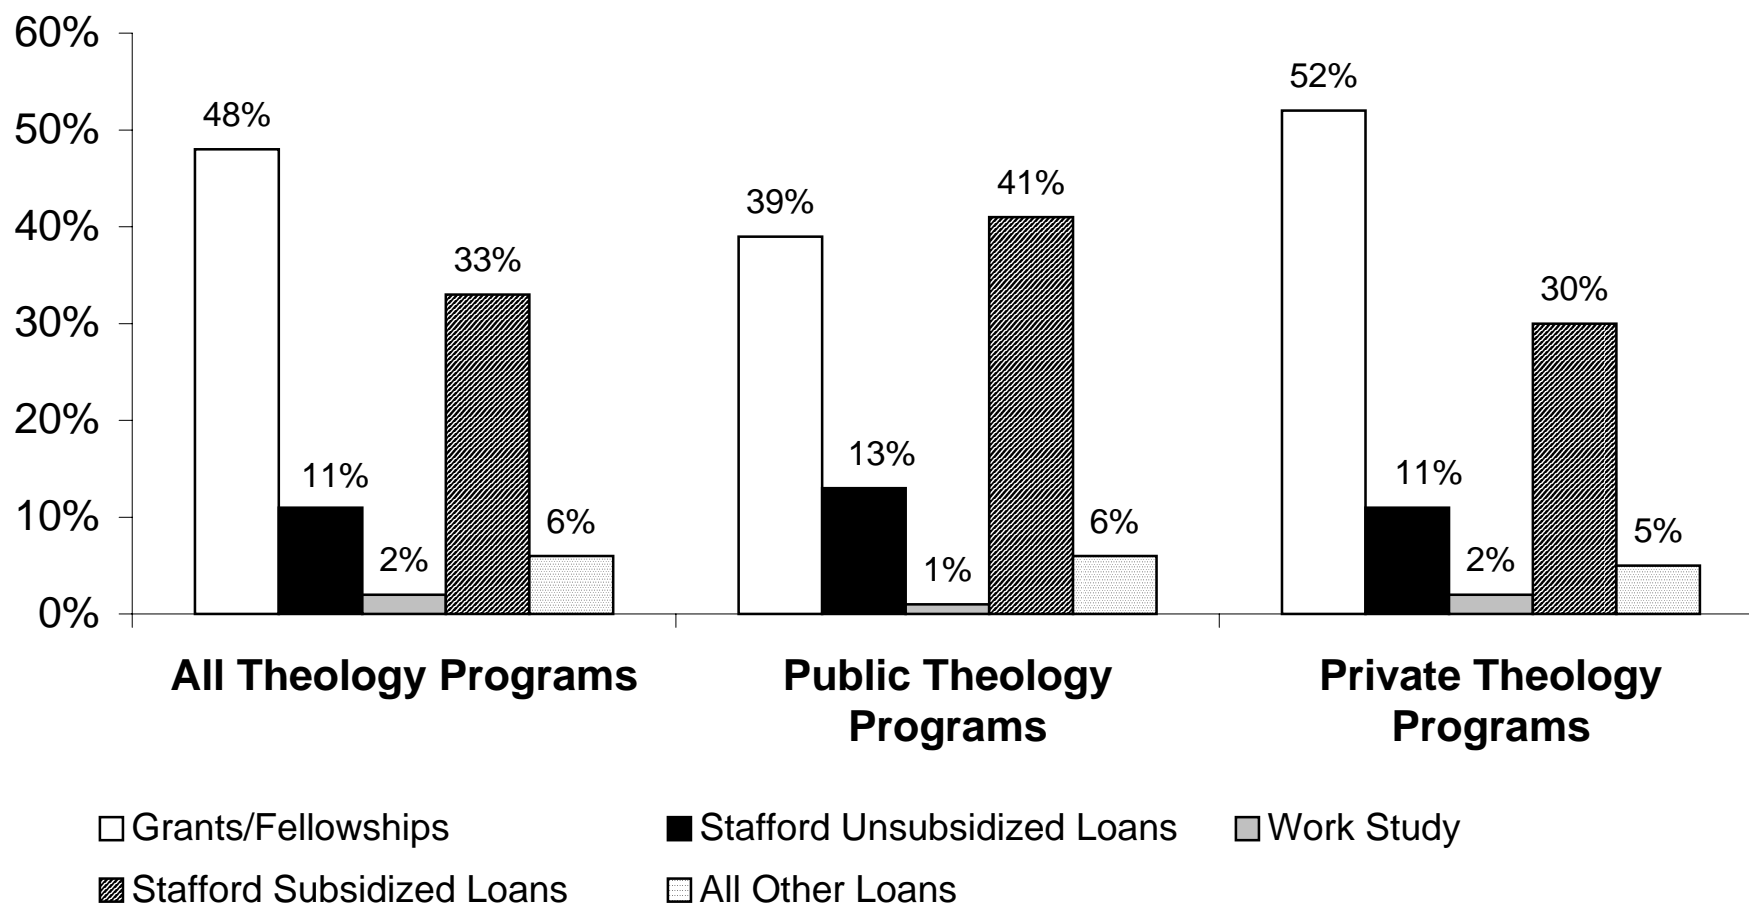 60%
50%
40%
30%
20%
10%
0%
48%
11%
2%
33%
6%
39%
13%
1%
41%
6%
52%
11%
2%
30%
5%
All Theology Programs
Public Theology
Programs
Private Theology
Programs
Grants/Fellowships
Stafford Unsubsidized Loans
Work Study
Stafford Subsidized Loans
All Other Loans